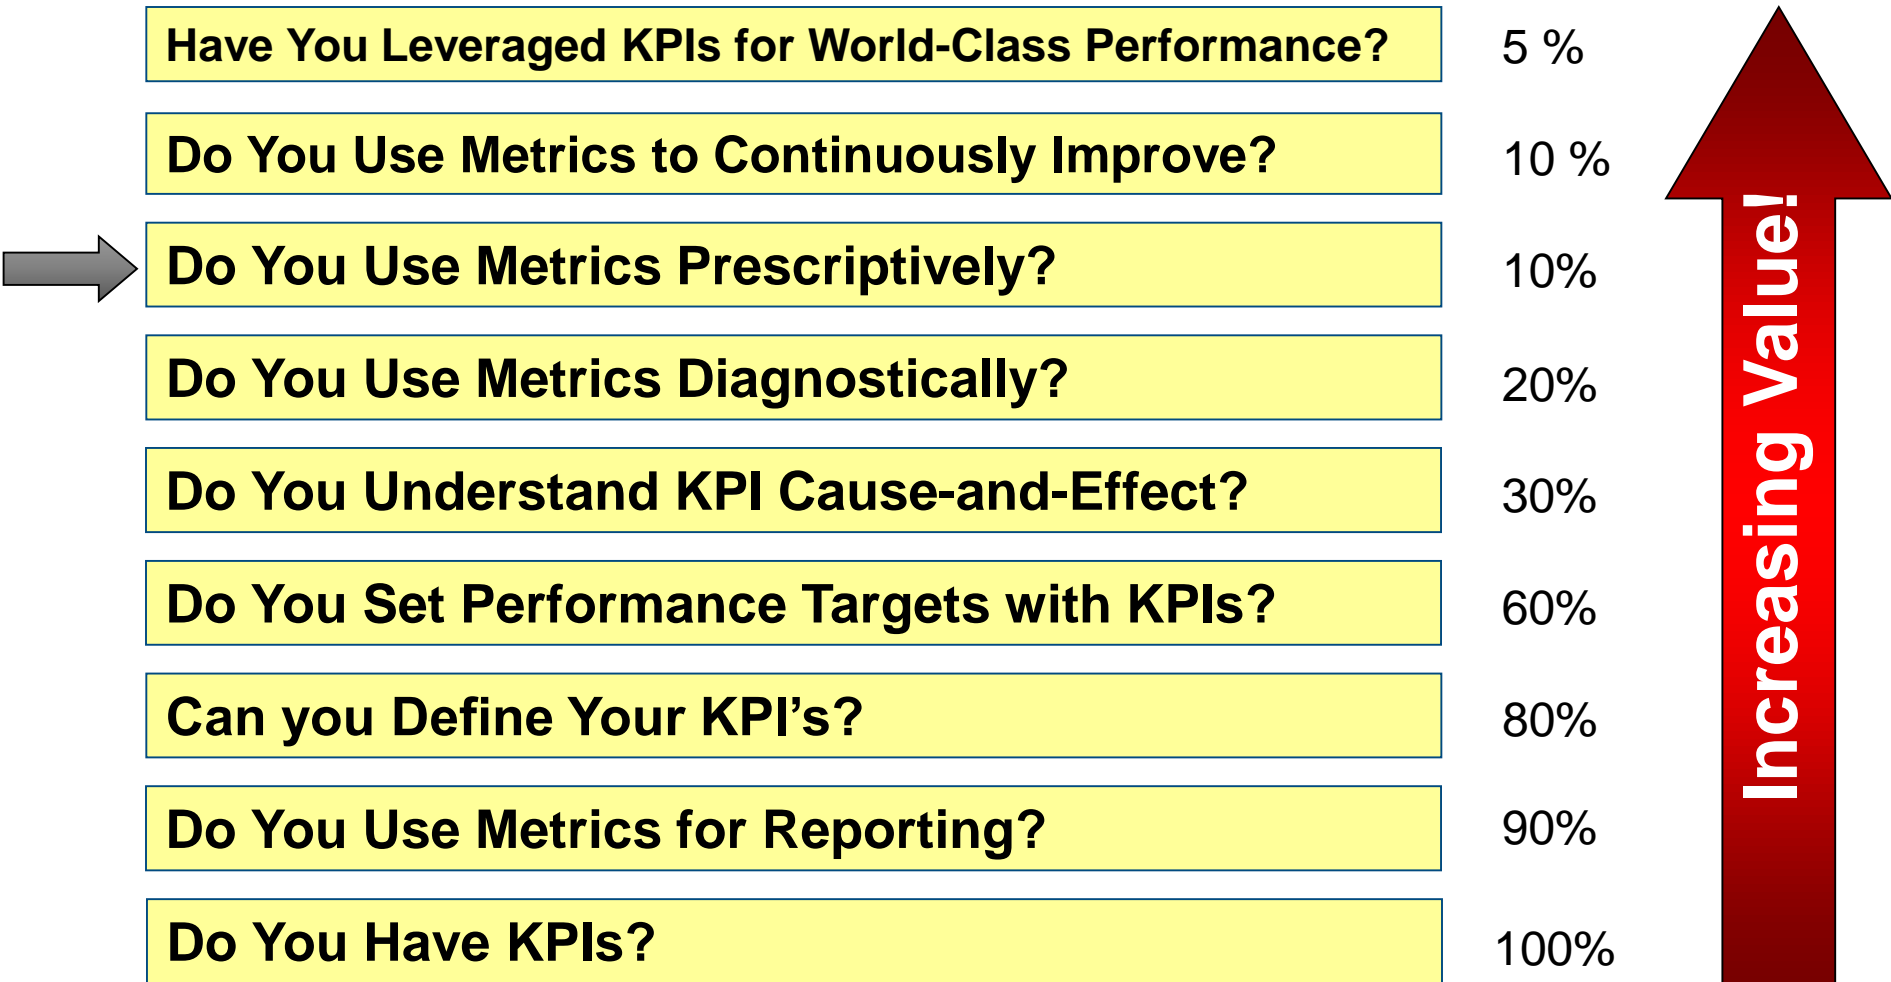 Have You Leveraged KPIs for World-Class Performance? 5 %
Do You Use Metrics to Continuously Improve? 10 %
Do You Use Metrics Prescriptively? 10%
Do You Use Metrics Diagnostically? 20%
Do You Understand KPI Cause-and-Effect? 30%
Do You Set Performance Targets with KPIs? 60%
Can you Define Your KPI’s? 80%
Do You Use Metrics for Reporting? 90%
Do You Have KPIs? 100%
Increasing Value!